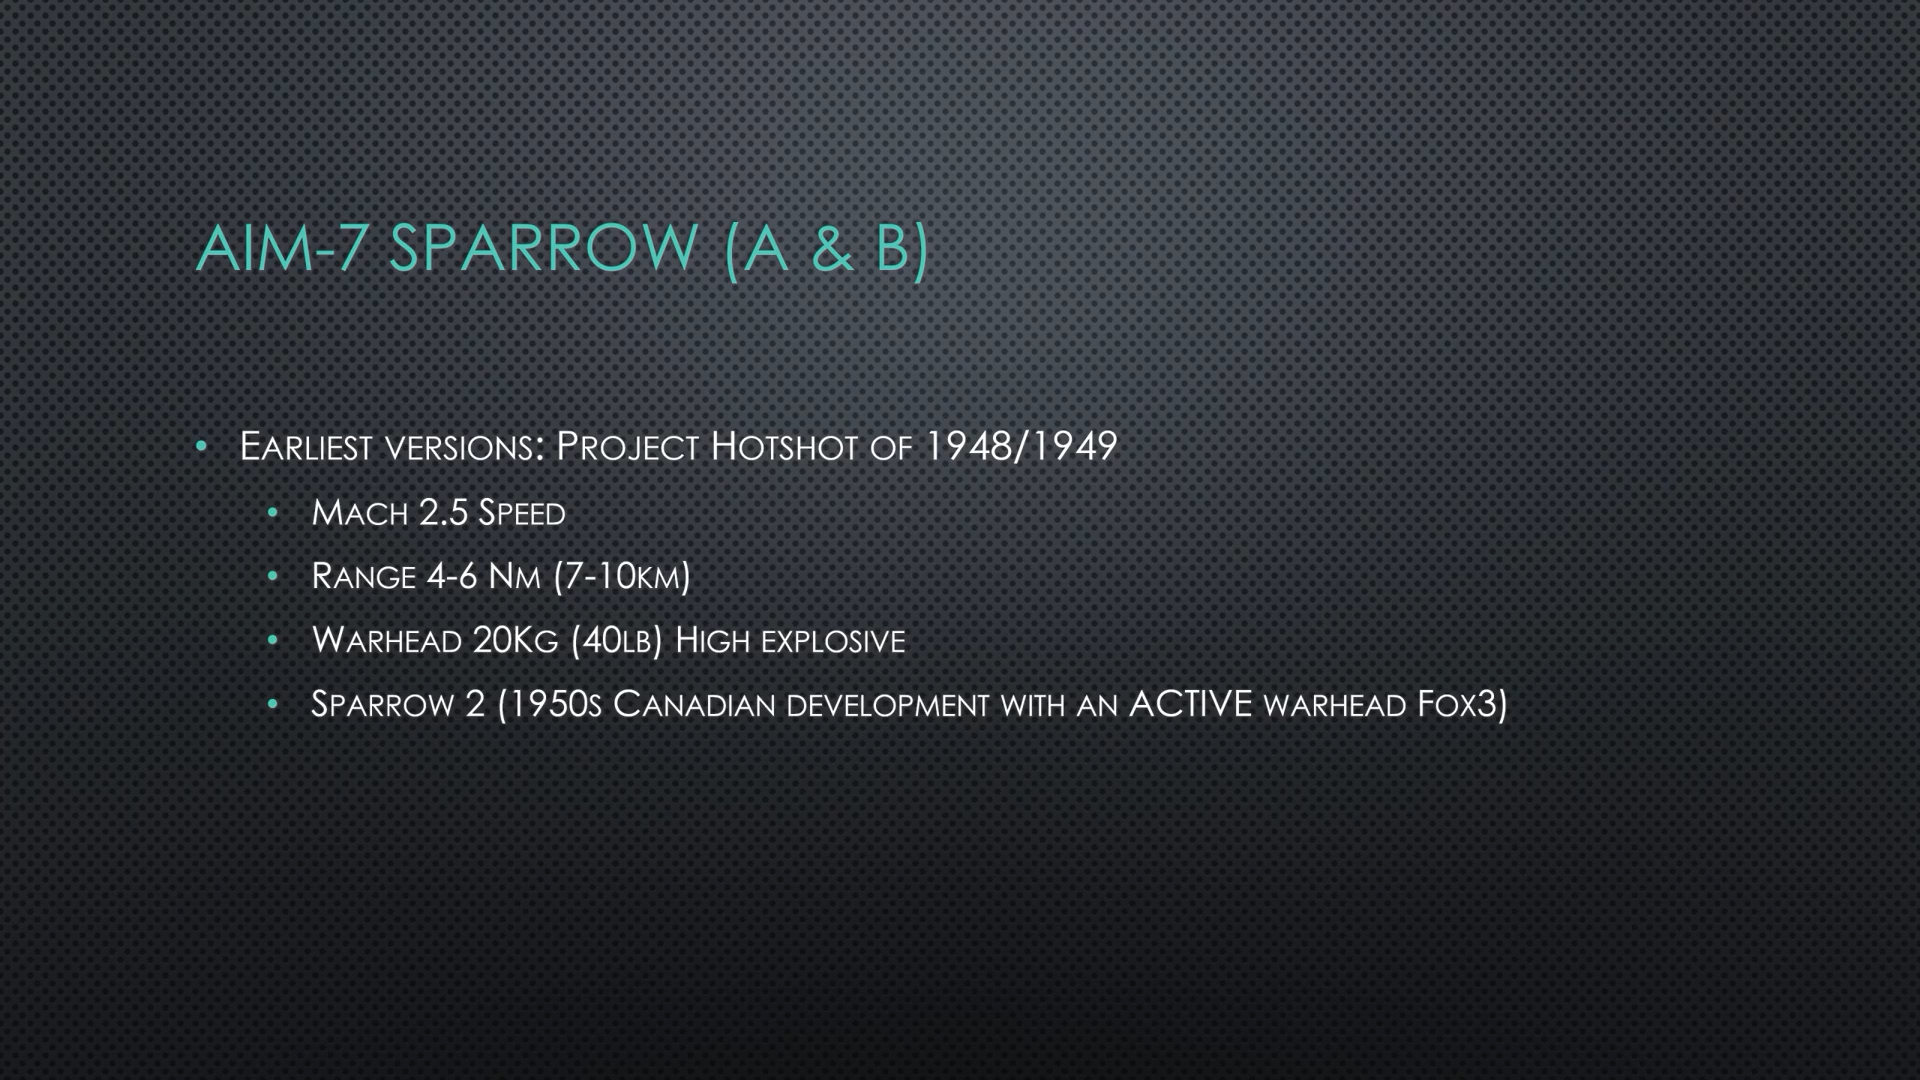 AIM-7 SPARROW (A & B)
• Earliest versions: Project Hotshot of 1948/1949
• Mach 2.5 Speed
• Range 4-6 Nm (7-10km)
• Warhead 20Kg (40lb) High explosive
• Sparrow 2 (1950s Canadian development with an ACTIVE warhead Fox3)